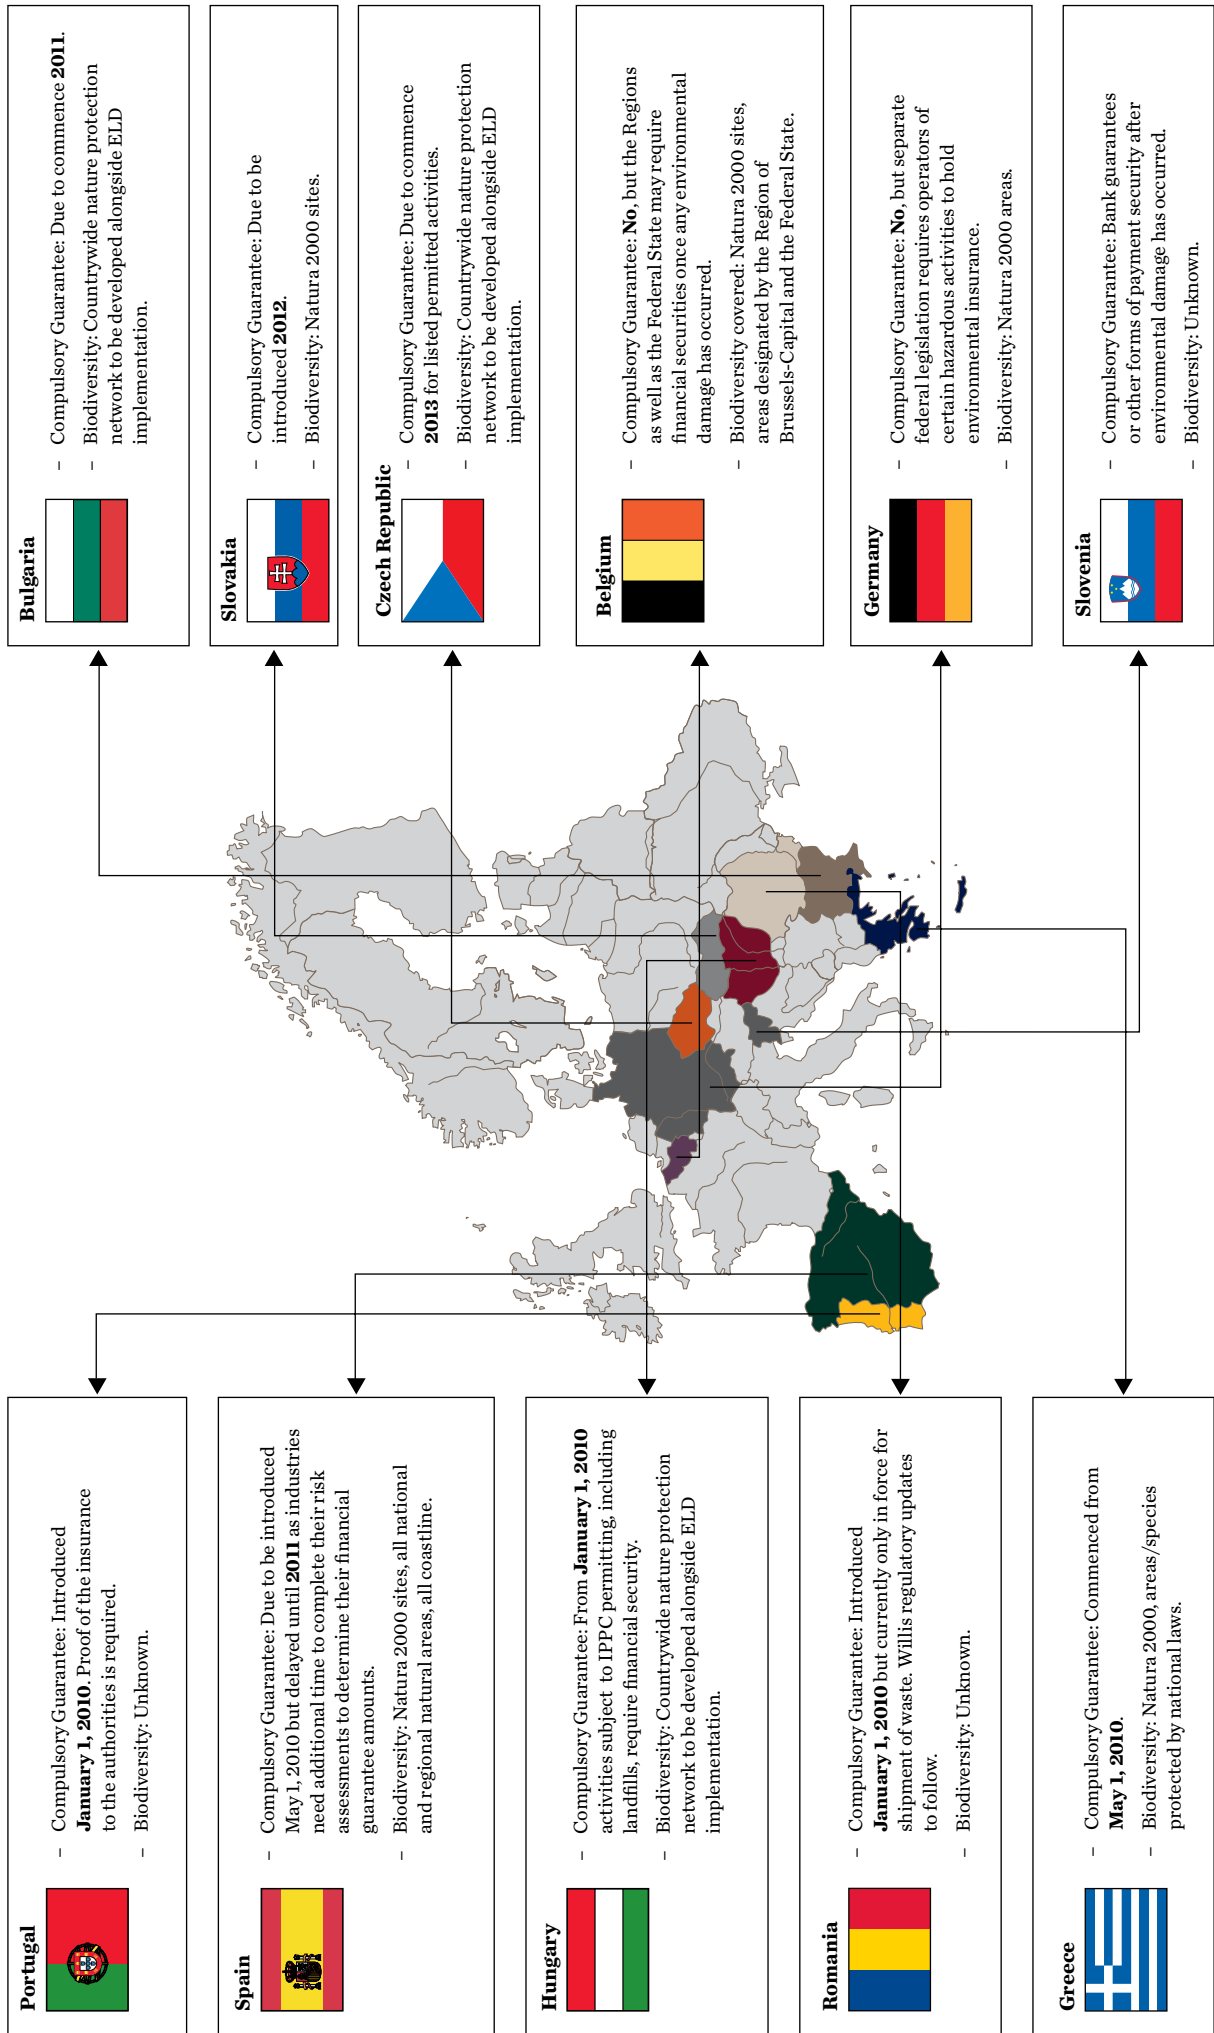 Portugal
– Compulsory Guarantee: Introduced
January 1, 2010. Proof of the insurance
to the authorities is required.
– Biodiversity: Unknown.
Spain
– Compulsory Guarantee: Due to be introduced
May 1, 2010 but delayed until 2011 as industries
need additional time to complete their risk
assessments to determine their financial
guarantee amounts.
– Biodiversity: Natura 2000 sites, all national
and regional natural areas, all coastline.
Hungary
– Compulsory Guarantee: From January 1, 2010
activities subject to IPPC permitting, including
landfills, require financial security.
– Biodiversity: Countrywide nature protection
network to be developed alongside ELD
implementation.
Romania
– Compulsory Guarantee: Introduced
January 1, 2010 but currently only in force for
shipment of waste. Willis regulatory updates
to follow.
– Biodiversity: Unknown.
Greece
– Compulsory Guarantee: Commenced from
May 1, 2010.
– Biodiversity: Natura 2000, areas/species
protected by national laws.
Bulgaria
– Compulsory Guarantee: Due to commence 2011.
– Biodiversity: Countrywide nature protection
network to be developed alongside ELD
implementation.
Slovakia
– Compulsory Guarantee: Due to be
introduced 2012.
– Biodiversity: Natura 2000 sites.
Czech Republic
– Compulsory Guarantee: Due to commence
2013 for listed permitted activities.
– Biodiversity: Countrywide nature protection
network to be developed alongside ELD
implementation.
Belgium
– Compulsory Guarantee: No, but the Regions
as well as the Federal State may require
financial securities once any environmental
damage has occurred.
– Biodiversity covered: Natura 2000 sites,
areas designated by the Region of
Brussels-Capital and the Federal State.
Germany
– Compulsory Guarantee: No, but separate
federal legislation requires operators of
certain hazardous activities to hold
environmental insurance.
– Biodiversity: Natura 2000 areas.
Slovenia
– Compulsory Guarantee: Bank guarantees
or other forms of payment security after
environmental damage has occurred.
– Biodiversity: Unknown.